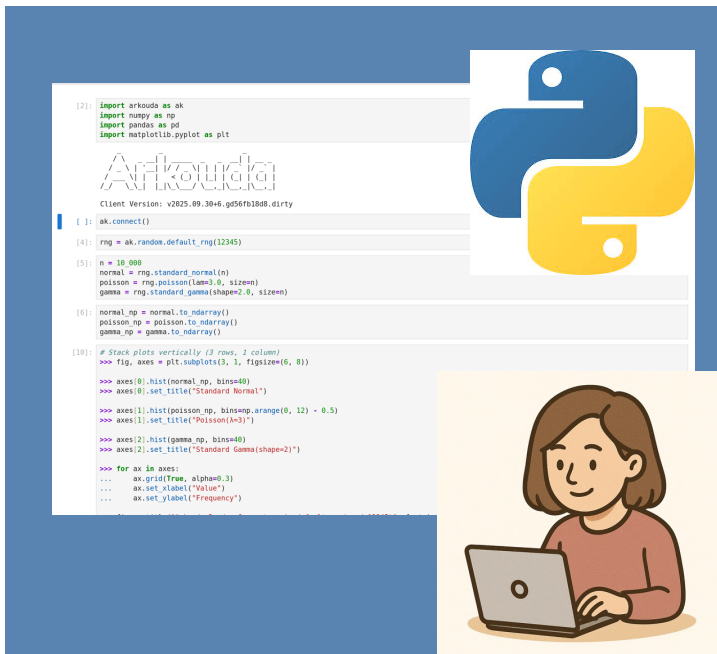 [2]: import arkouda as ak
import numpy as np
import pandas as pd
import matplotlib.pyplot as plt
Arkouda
Client Version: v2025.09.30+6.gd56fb18d8.dirty
[ ]: ak.connect()
[4]: rng = ak.random.default_rng(12345)
[5]: n = 10_000
normal = rng.standard_normal(n)
poisson = rng.poisson(lam=3.0, size=n)
gamma = rng.standard_gamma(shape=2.0, size=n)
[6]: normal_np = normal.to_ndarray()
poisson_np = poisson.to_ndarray()
gamma_np = gamma.to_ndarray()
[10]: # Stack plots vertically (3 rows, 1 column)
>>> fig, axes = plt.subplots(3, 1, figsize=(6, 8))
>>> axes[0].hist(normal_np, bins=40)
>>> axes[0].set_title("Standard Normal")
>>> axes[1].hist(poisson_np, bins=np.arange(0, 12) - 0.5)
>>> axes[1].set_title("Poisson(λ=3)")
>>> axes[2].hist(gamma_np, bins=40)
>>> axes[2].set_title("Standard Gamma(shape=2)")
>>> for ax in axes:
...     ax.grid(True, alpha=0.3)
...     ax.set_xlabel("Value")
...     ax.set_ylabel("Frequency")